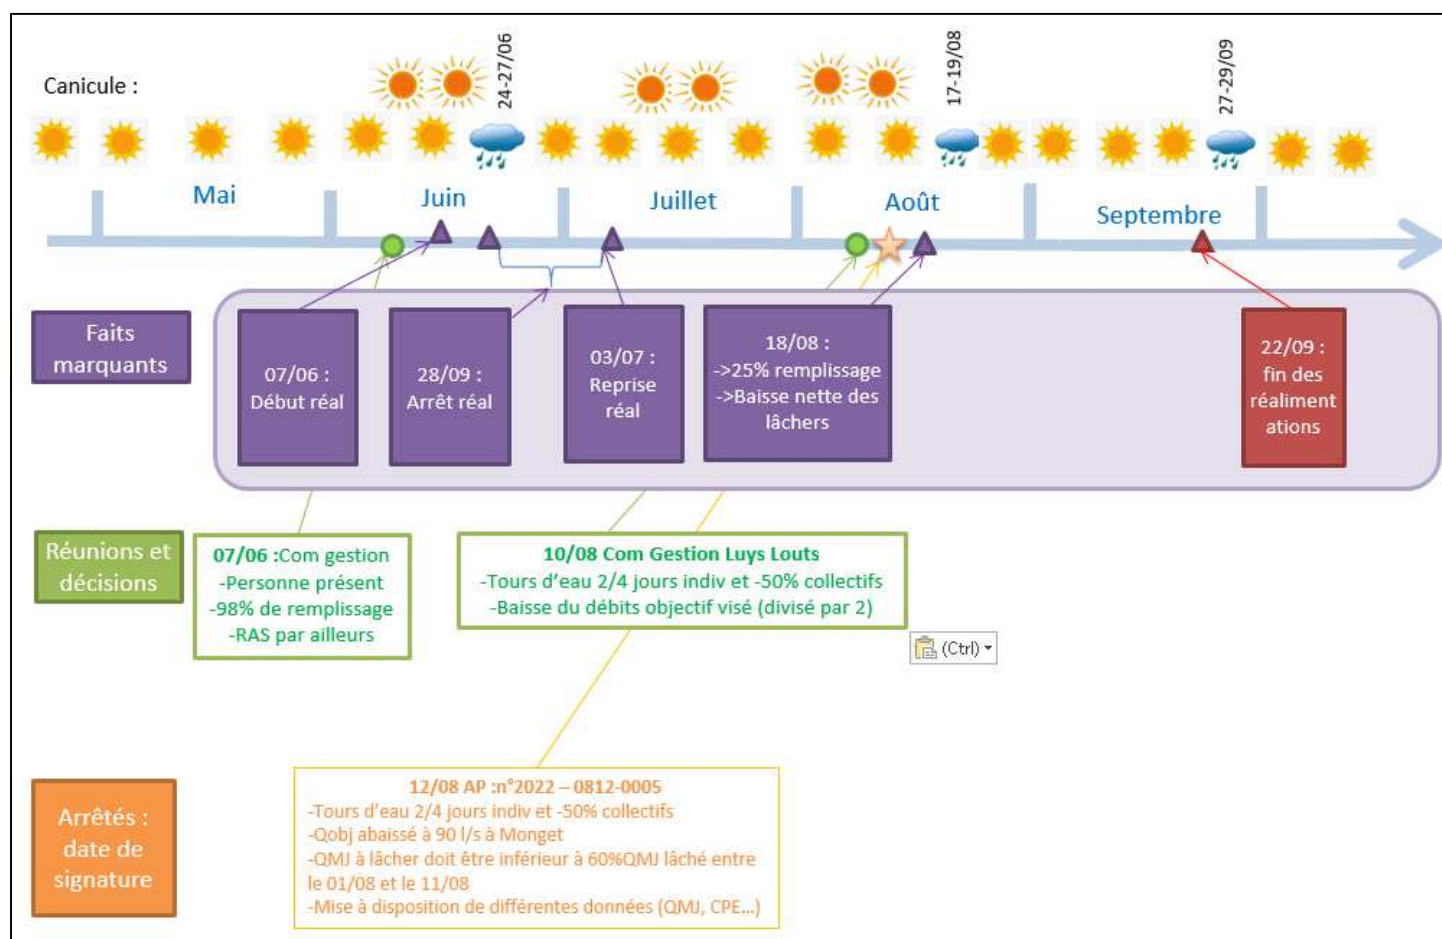 Canicule :
24-27/06
17-19/08
27-29/09
Mai
Juin
Juillet
Août
Septembre
Faits
marquants
07/06 :
Début réal
28/09 :
Arrêt réal
03/07 :
Reprise
réal
18/08 :
->25% remplissage
->Baisse nette des
lâchers
22/09 :
fin des
réaliment
ations
Réunions et
décisions
07/06 :Com gestion
-Personne présent
-98% de remplissage
-RAS par ailleurs
10/08 Com Gestion Luys Louts
-Tours d'eau 2/4 jours indiv et -50% collectifs
-Baisse du débits objectif visé (divisé par 2)
(Ctrl)
Arrêtés :
date de
signature
12/08 AP :n°2022 – 0812-0005
-Tours d'eau 2/4 jours indiv et -50% collectifs
-Qobj abaissé à 90 l/s à Monget
-QMJ à lâcher doit être inférieur à 60%QMJ lâché entre
le 01/08 et le 11/08
-Mise à disposition de différentes données (QMJ, CPE…)